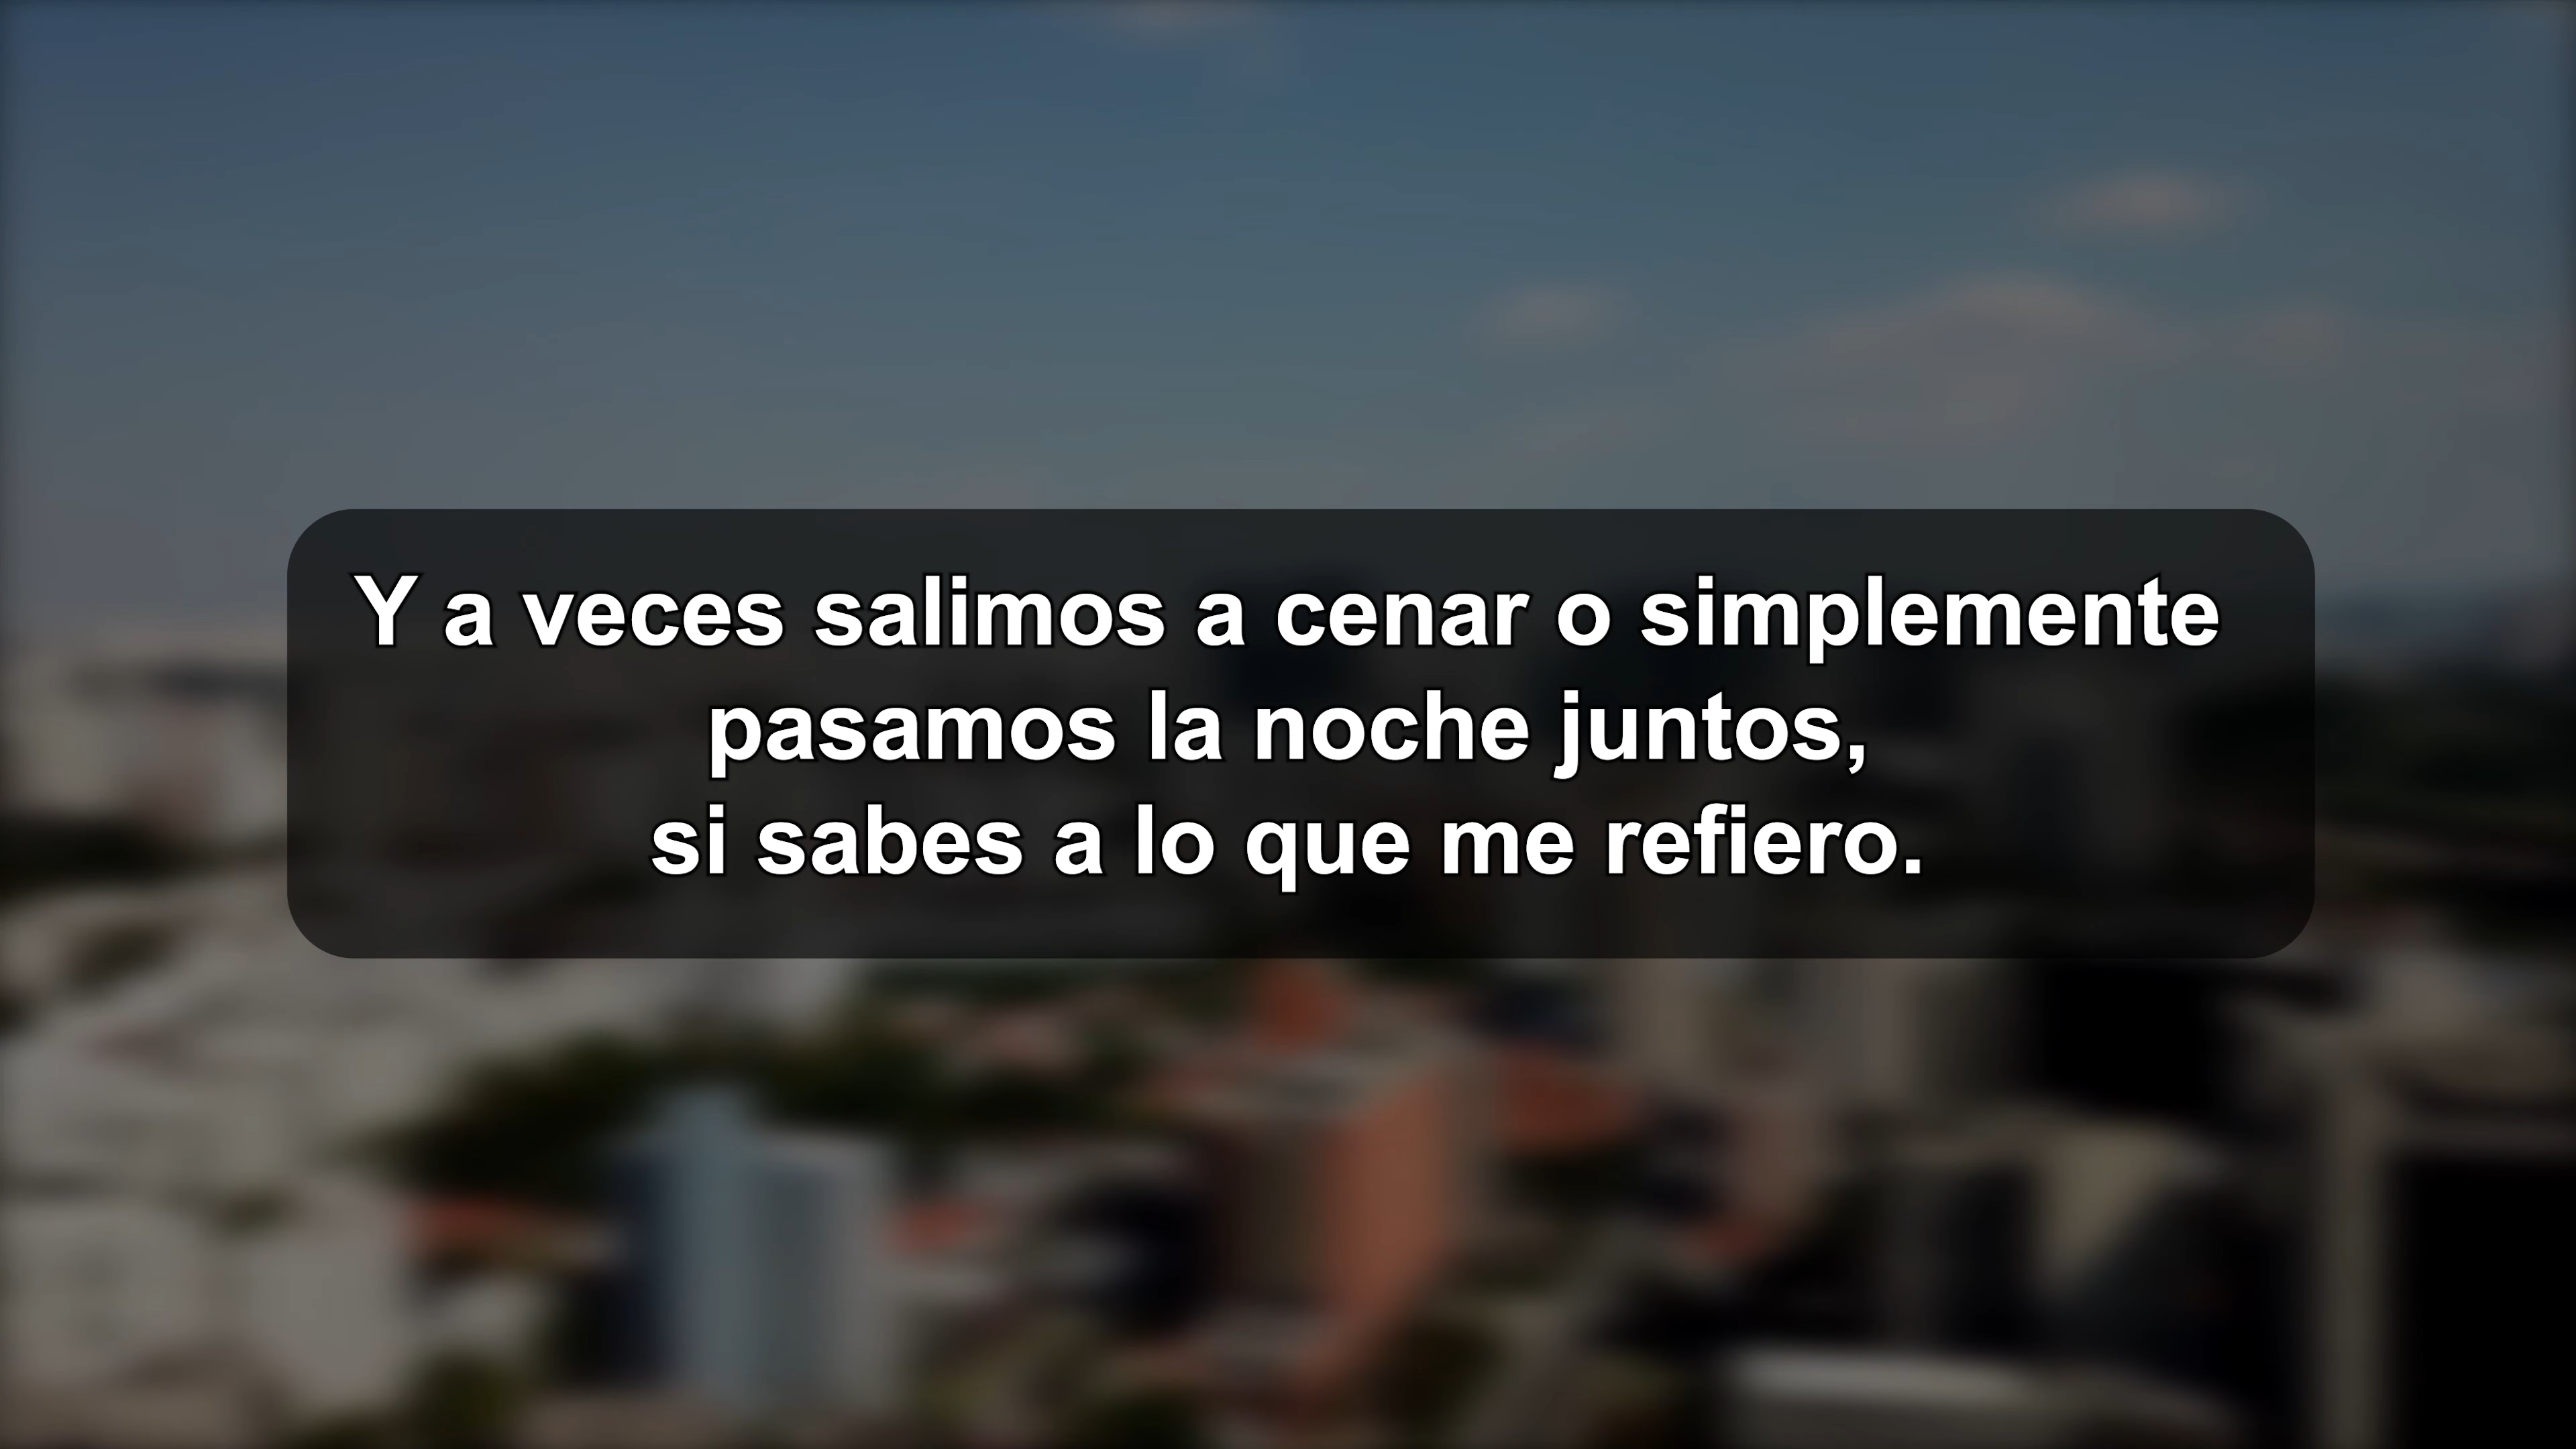 Y a veces salimos a cenar o simplemente
pasamos la noche juntos,
si sabes a lo que me refiero.